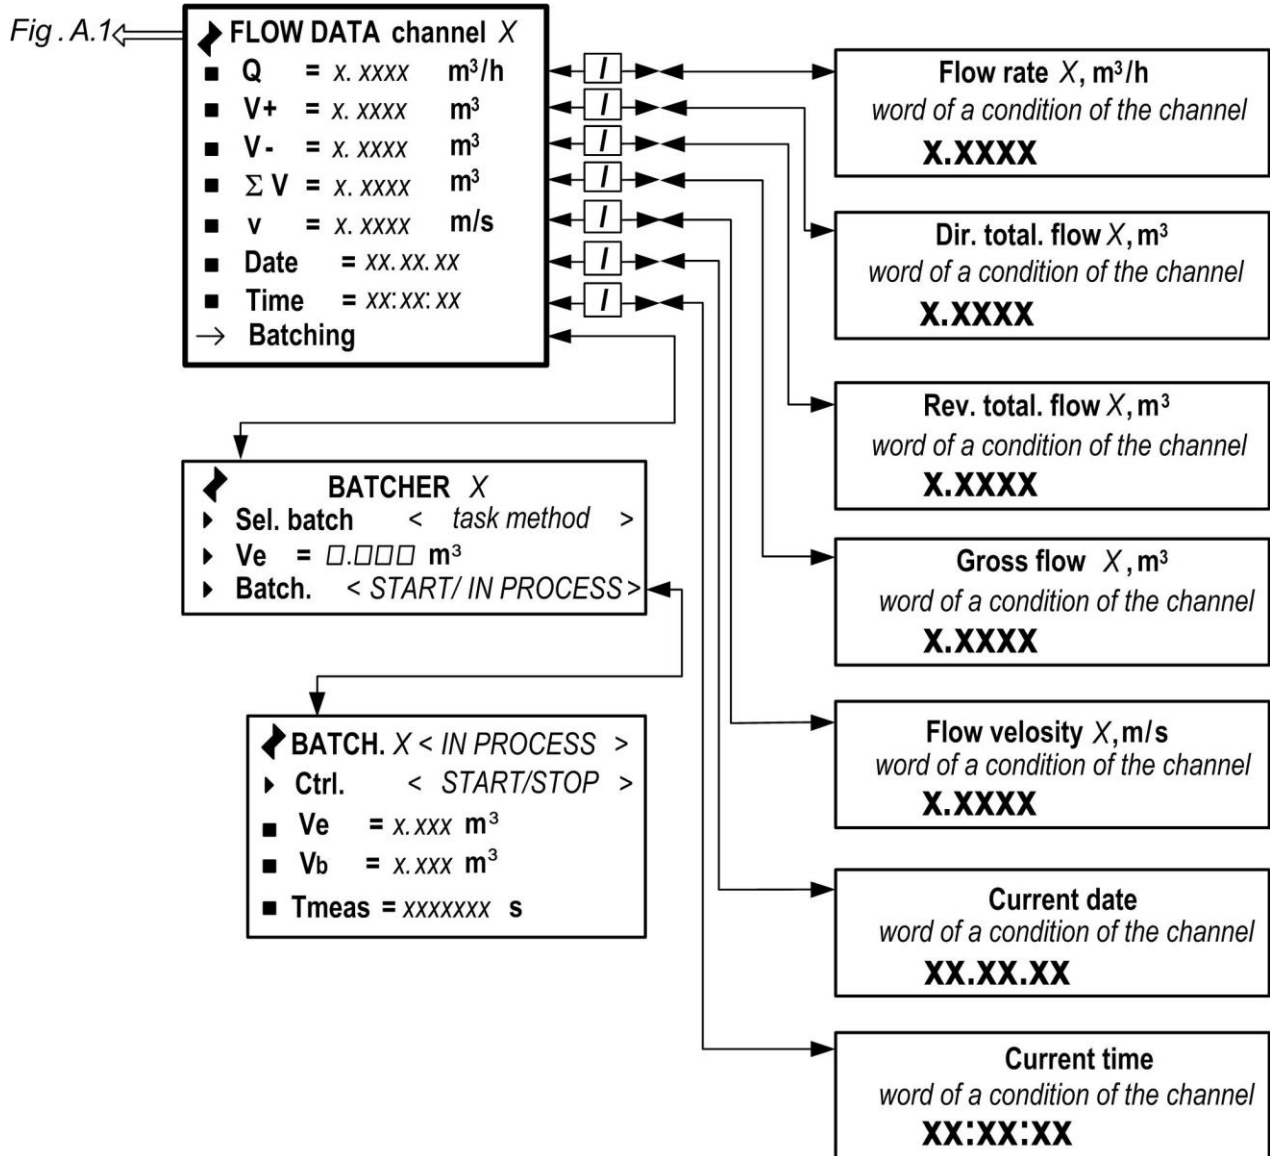 Fig. A.1
FLOW DATA channel X
■ Q = x. xxxx m³/h
■ V+ = x. xxxx m³
■ V- = x. xxxx m³
■ Σ V = x. xxxx m³
■ v = x. xxxx m/s
■ Date = xx. xx. xx
■ Time = xx: xx: xx
→ Batching
I
I
I
I
I
I
I
BATCHER X
Sel. batch < task method >
Ve = □.□□□ m³
Batch. < START/ IN PROCESS >
BATCH. X < IN PROCESS >
Ctrl. < START/STOP >
■ Ve = x. xxx m³
■ Vb = x. xxx m³
■ Tmeas = xxxxxxx s
Flow rate X, m³/h
word of a condition of the channel
x.xxxx
Dir. total. flow X, m³
word of a condition of the channel
x.xxxx
Rev. total. flow X, m³
word of a condition of the channel
x.xxxx
Gross flow X, m³
word of a condition of the channel
x.xxxx
Flow velosity X, m/s
word of a condition of the channel
x.xxxx
Current date
word of a condition of the channel
xx.xx.xx
Current time
word of a condition of the channel
xx:xx:xx